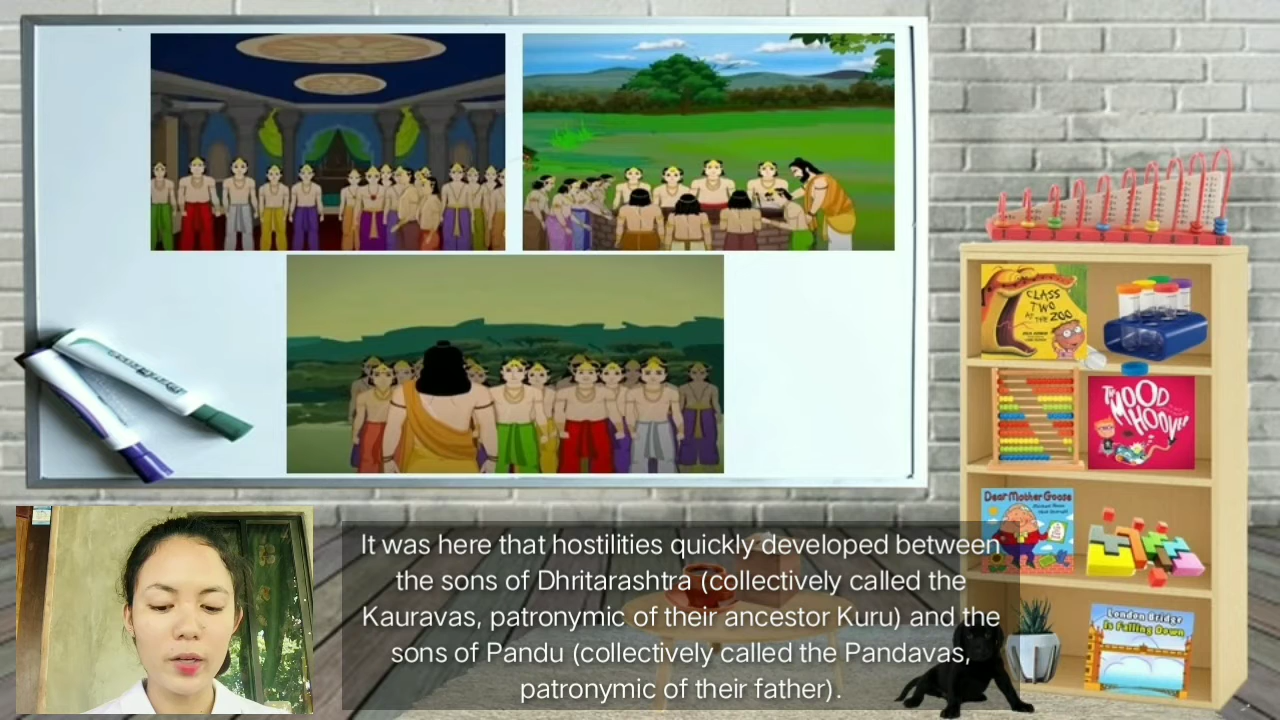 CLASS
TWO
AT THE ZOO
The
MOOD
HOOVER
Dear Mother Goose
London Bridge
is Falling Down
It was here that hostilities quickly developed between
the sons of Dhritarashtra (collectively called the
Kauravas, patronymic of their ancestor Kuru) and the
sons of Pandu (collectively called the Pandavas,
patronymic of their father).